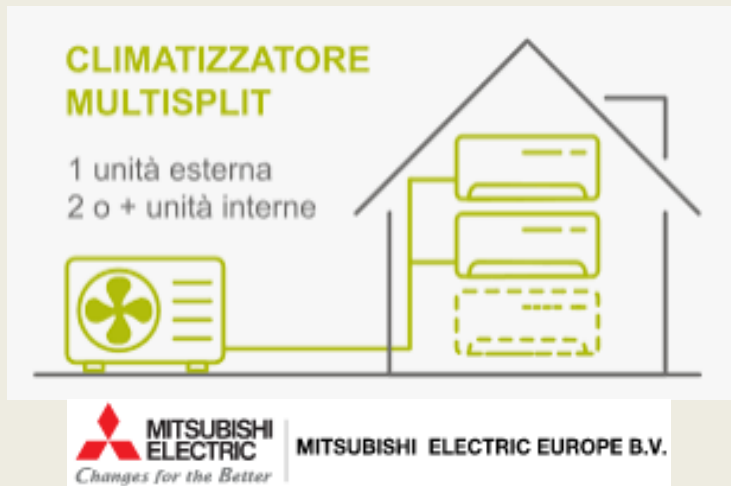 CLIMATIZZATORE
MULTISPLIT
1 unità esterna
2 o + unità interne
MITSUBISHI
ELECTRIC
Changes for the Better
MITSUBISHI ELECTRIC EUROPE B.V.